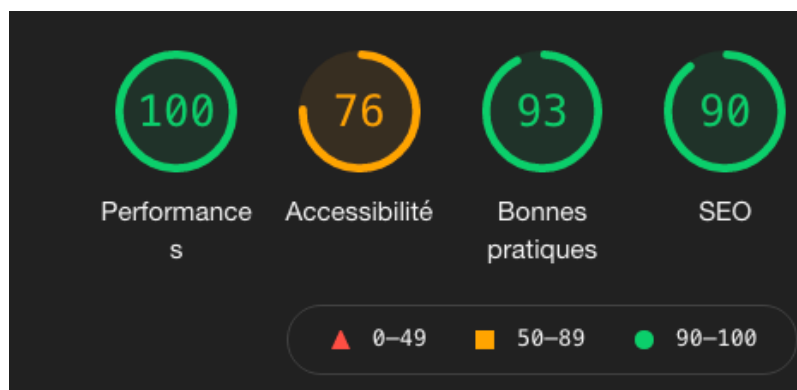 100
76
93
90
Performance
s
Accessibilité
Bonnes
pratiques
SEO
0–49
50–89
90–100